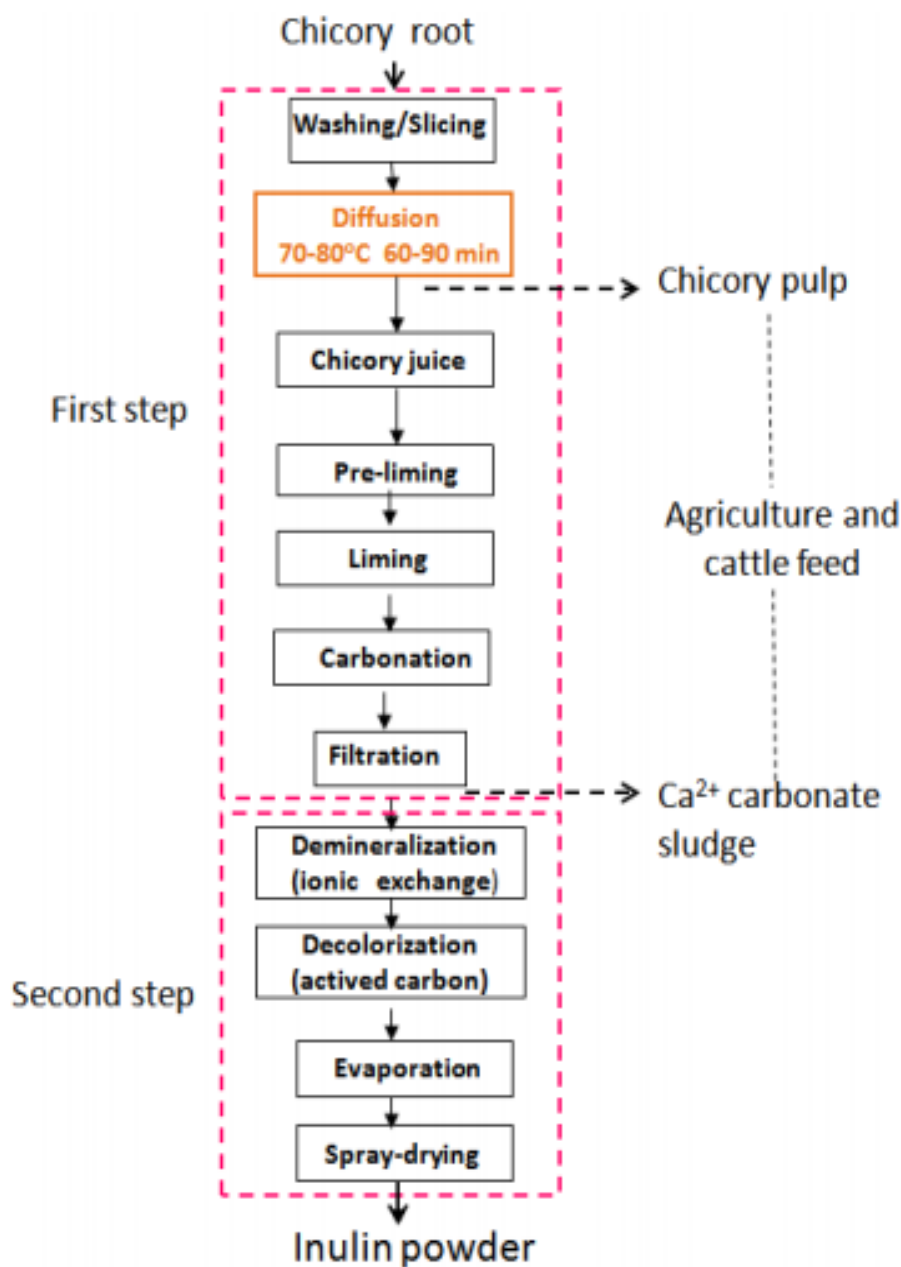 Chicory root
Washing/Slicing
Diffusion
70-80ºC 60-90 min
Chicory pulp
Chicory juice
First step
Pre-liming
Agriculture and
cattle feed
Liming
Carbonation
Filtration
Ca²⁺ carbonate
sludge
Demineralization
(ionic exchange)
Decolorization
(actived carbon)
Second step
Evaporation
Spray-drying
Inulin powder